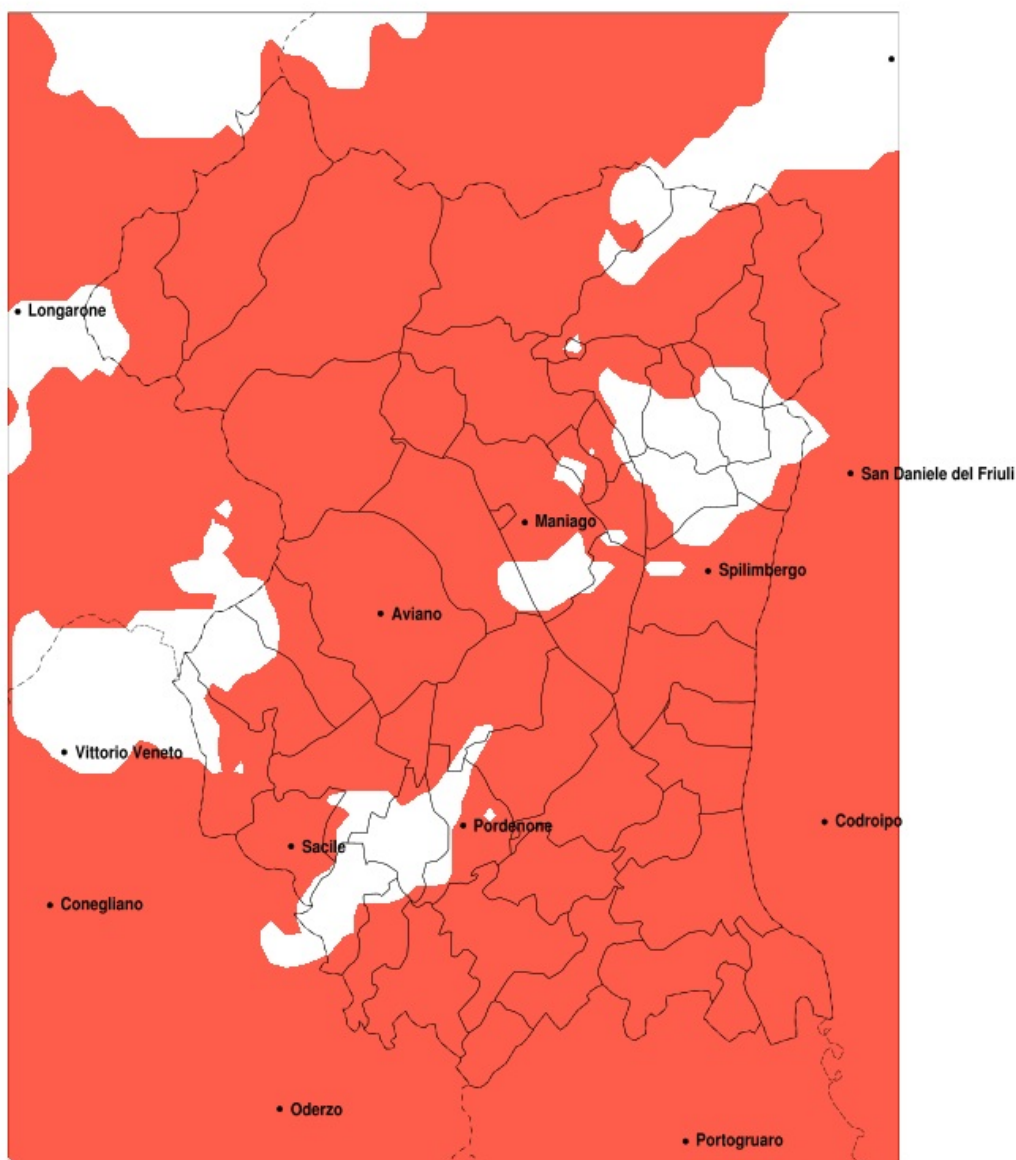 Longarone
San Daniele del Friuli
Maniago
Spilimbergo
Aviano
Vittorio Veneto
Codroipo
Pordenone
Sacile
Conegliano
Oderzo
Portogruaro